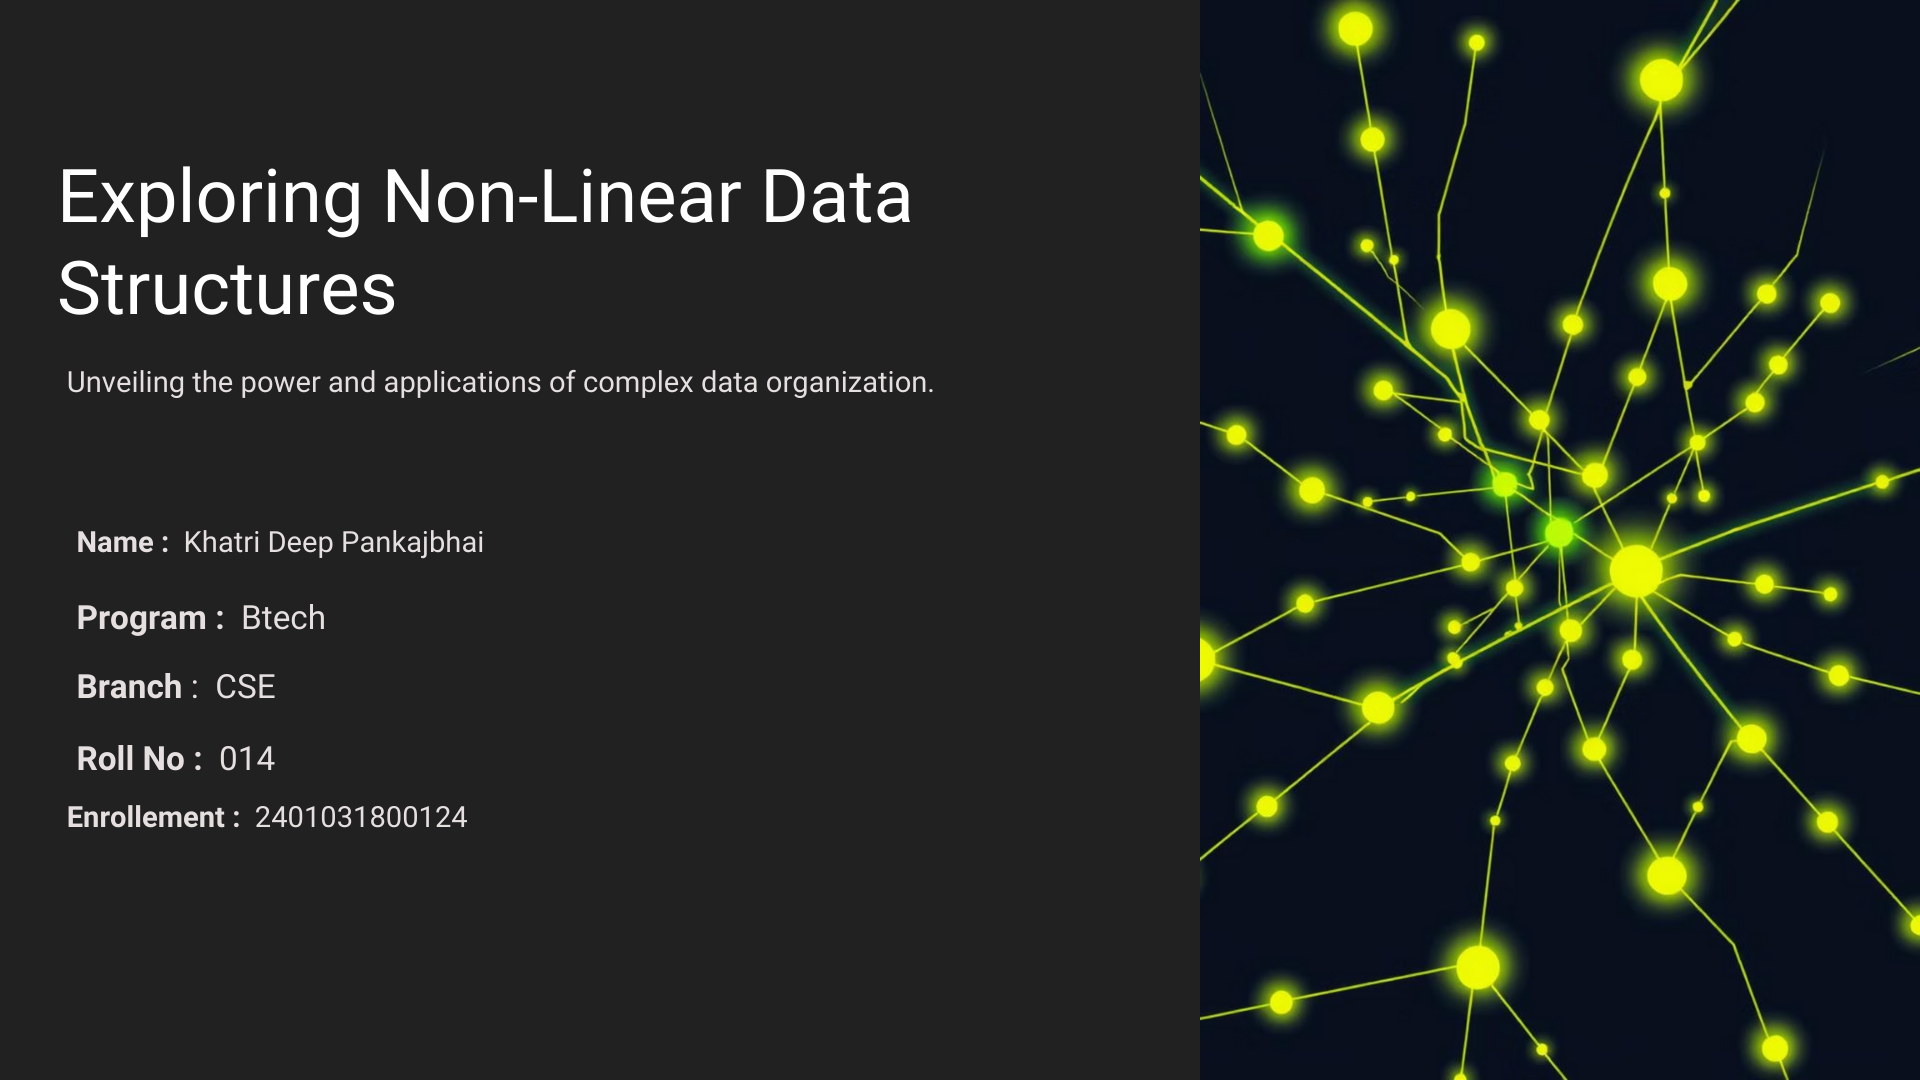 Exploring Non-Linear Data
Structures
Unveiling the power and applications of complex data organization.
Name : Khatri Deep Pankajbhai
Program : Btech
Branch : CSE
Roll No : 014
Enrollement : 2401031800124